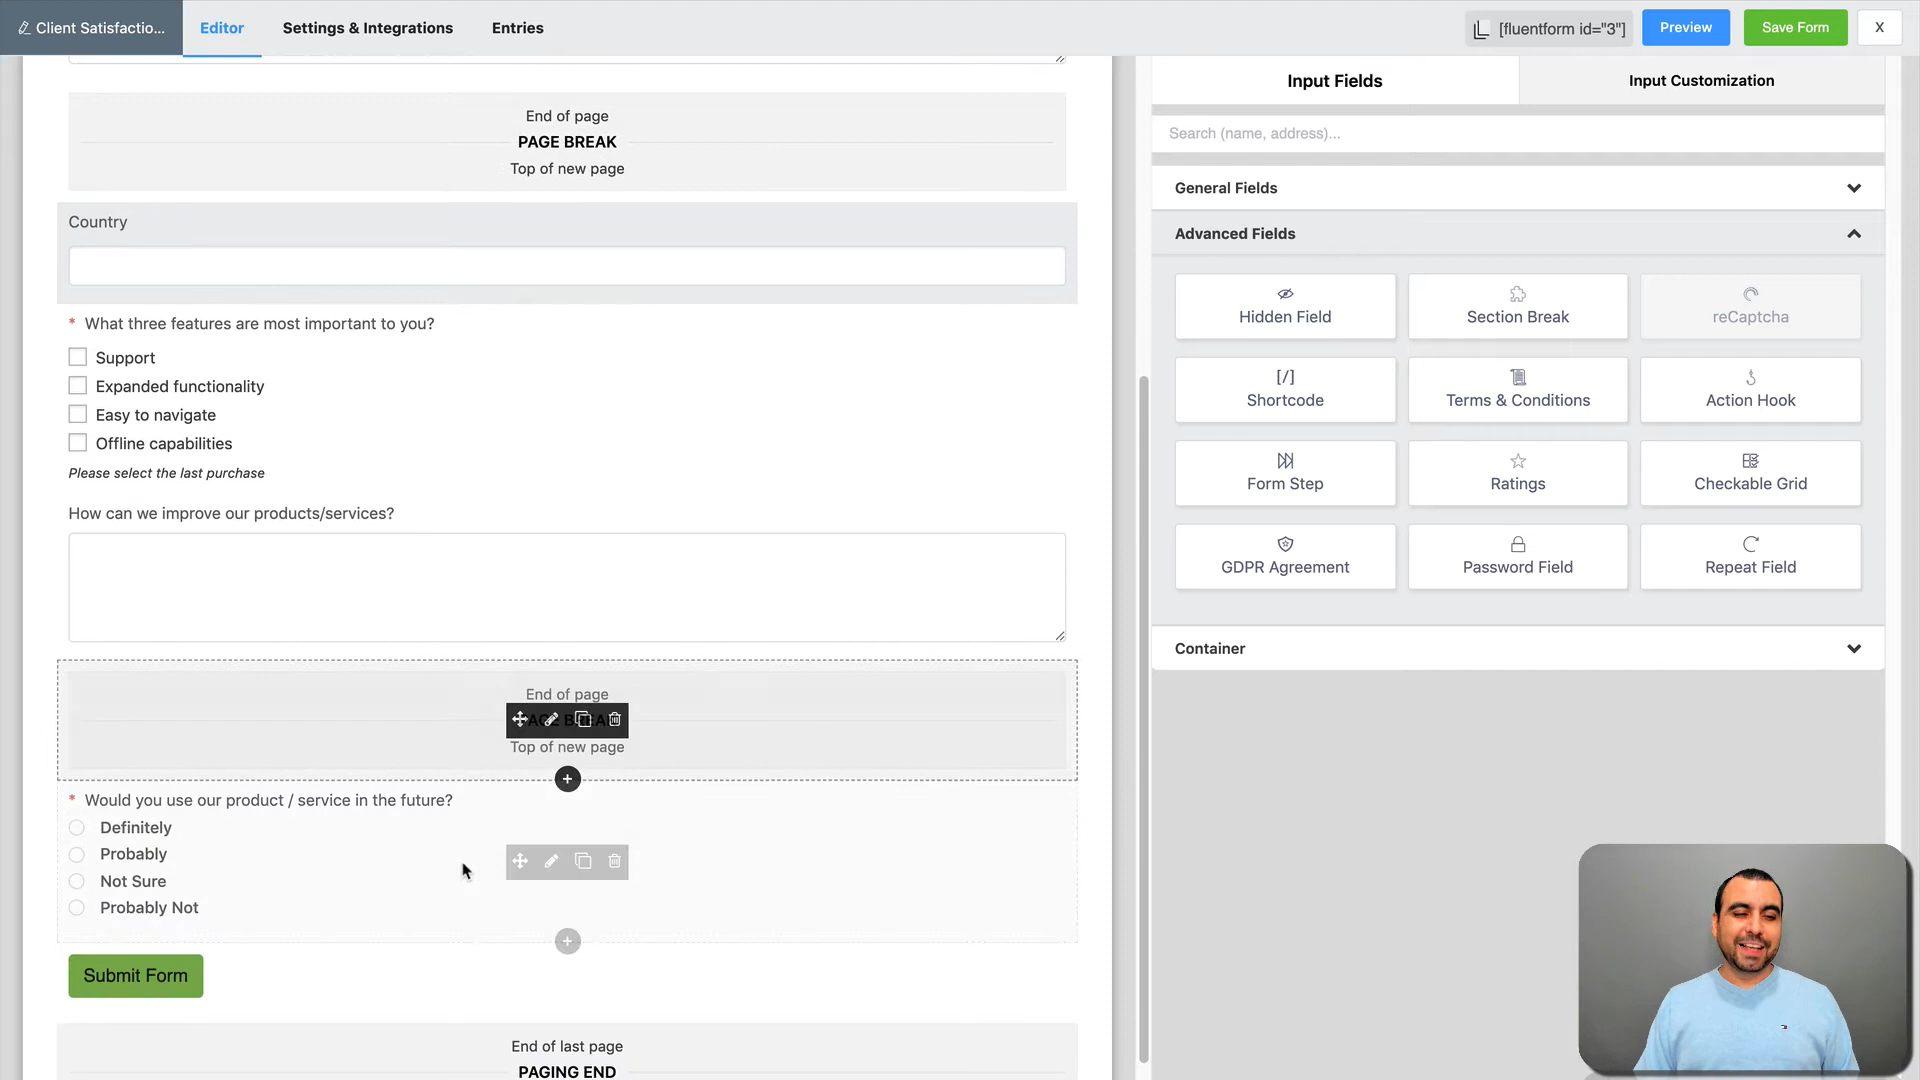 Client Satisfactio...
Editor
Settings & Integrations
Entries
[fluentform id="3"]
Preview
Save Form
X
End of page
PAGE BREAK
Top of new page
Country
* What three features are most important to you?
Support
Expanded functionality
Easy to navigate
Offline capabilities
Please select the last purchase
How can we improve our products/services?
End of page
PAGE BREAK
Top of new page
* Would you use our product / service in the future?
Definitely
Probably
Not Sure
Probably Not
Submit Form
End of last page
PAGING END
Input Fields
Input Customization
Search (name, address)...
General Fields
Advanced Fields
Hidden Field
Section Break
reCaptcha
[/]
Shortcode
Terms & Conditions
Action Hook
Form Step
Ratings
Checkable Grid
GDPR Agreement
Password Field
Repeat Field
Container